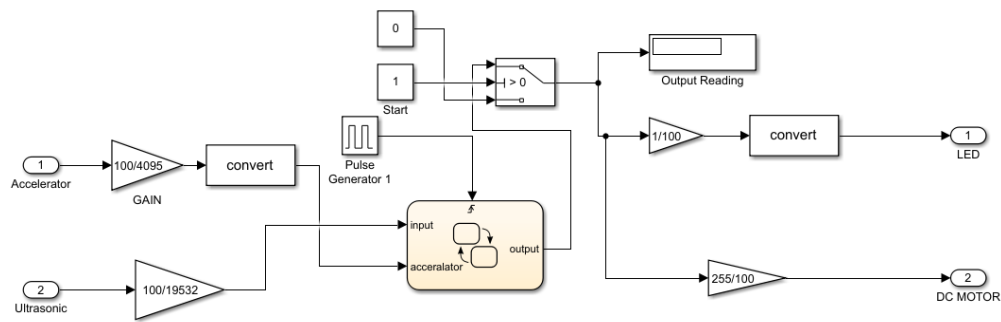 0
1
Start
> 0
Output Reading
1/100
convert
1
LED
Pulse
Generator 1
1
Accelerator
100/4095
GAIN
convert
input
acceralator
output
2
Ultrasonic
100/19532
255/100
2
DC MOTOR